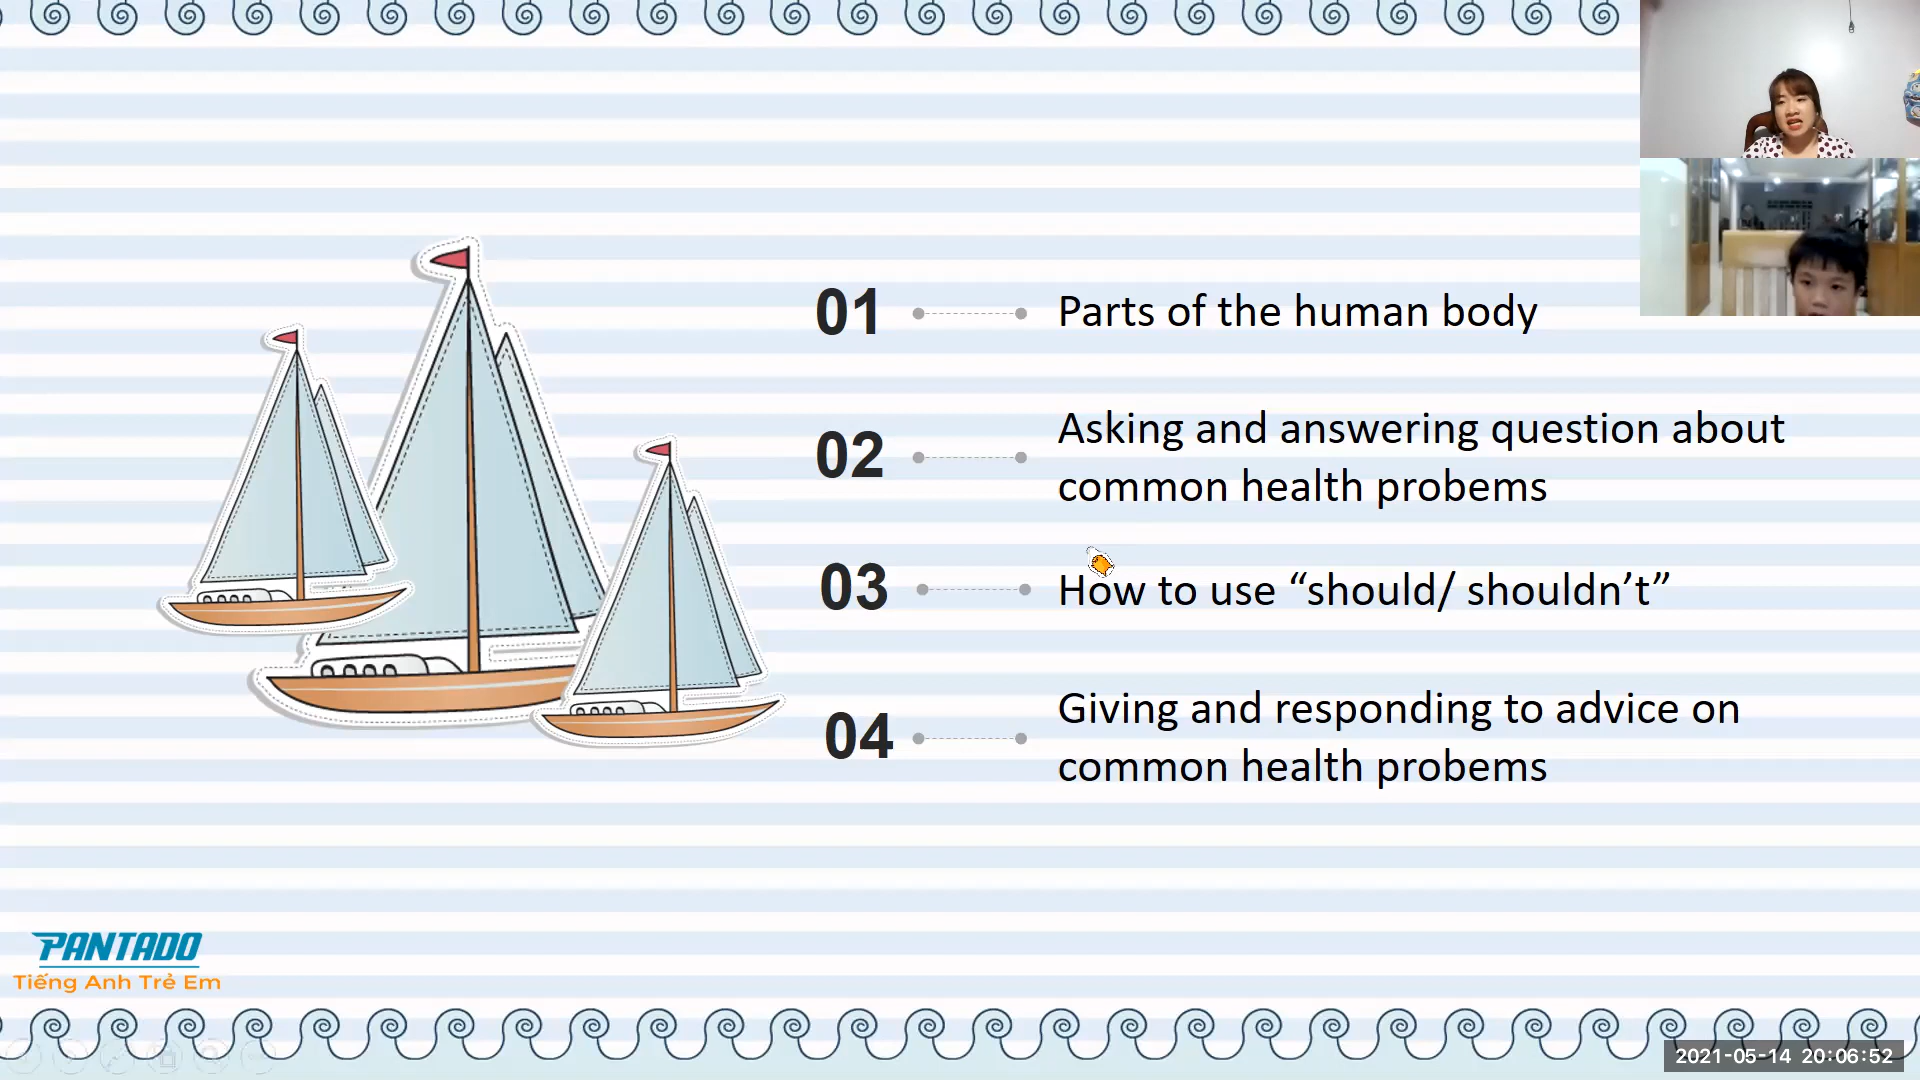 01
Parts of the human body
02
Asking and answering question about
common health probems
03
How to use “should/ shouldn’t”
04
Giving and responding to advice on
common health probems
PANTADO
Tiếng Anh Trẻ Em
2021-05-14 20:06:52